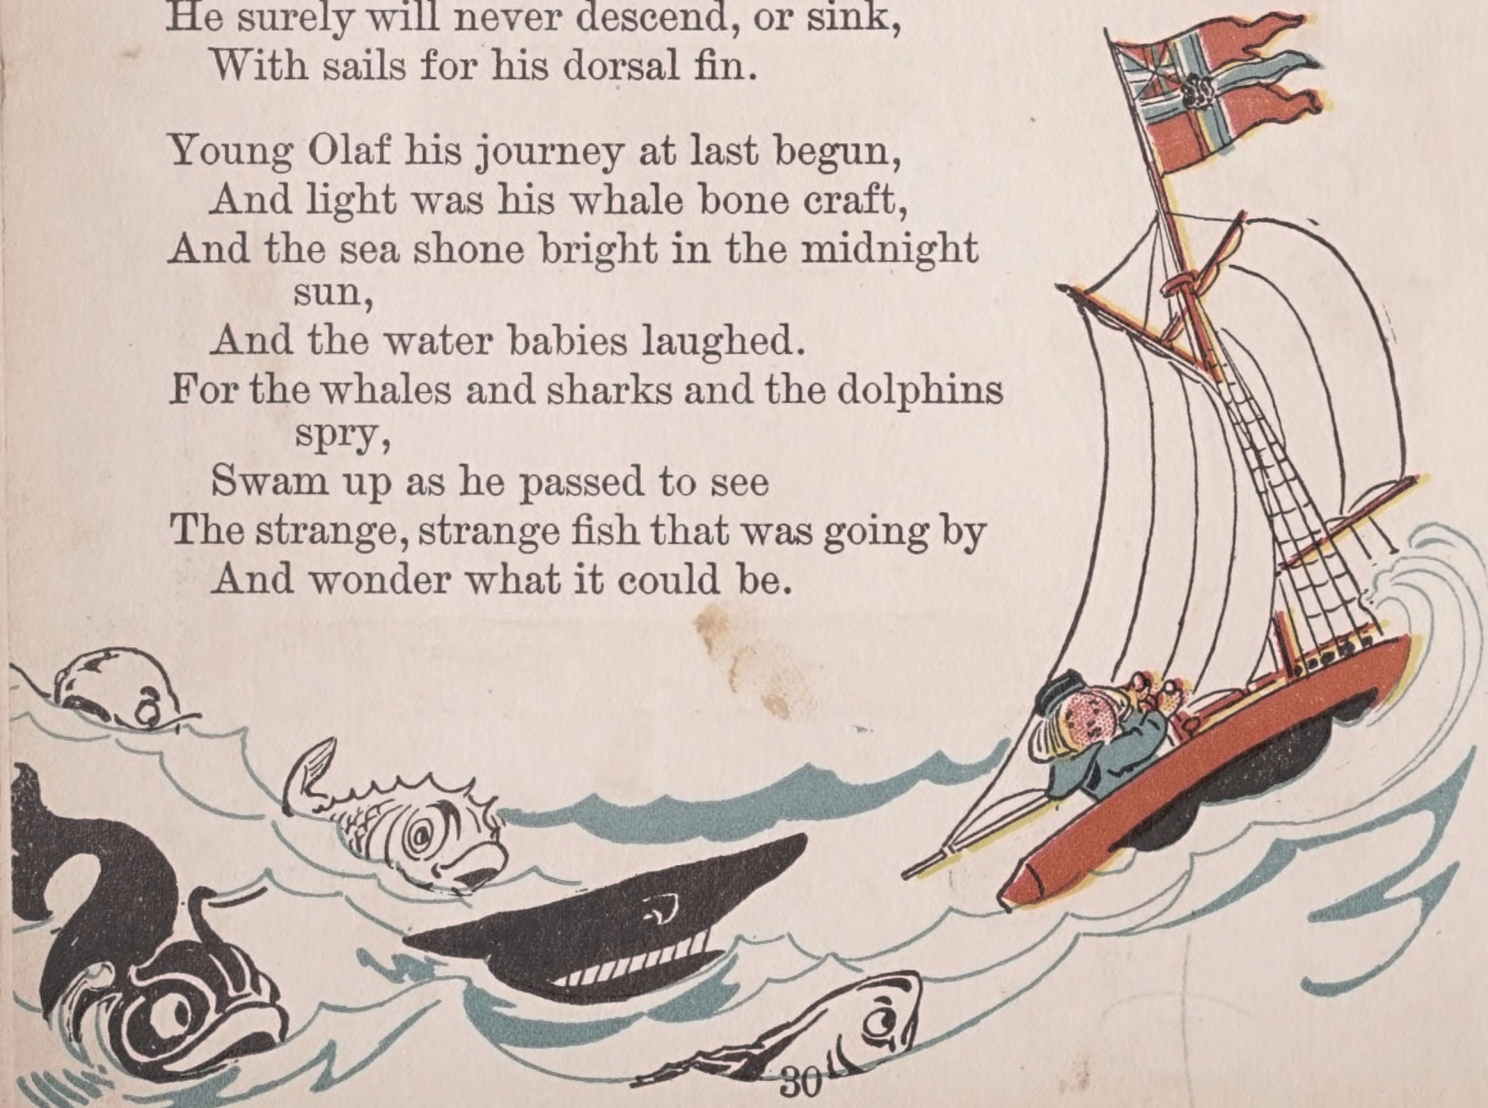 He surely will never descend, or sink,
With sails for his dorsal fin.
Young Olaf his journey at last begun,
And light was his whale bone craft,
And the sea shone bright in the midnight
sun,
And the water babies laughed.
For the whales and sharks and the dolphins
spry,
Swam up as he passed to see
The strange, strange fish that was going by
And wonder what it could be.
30